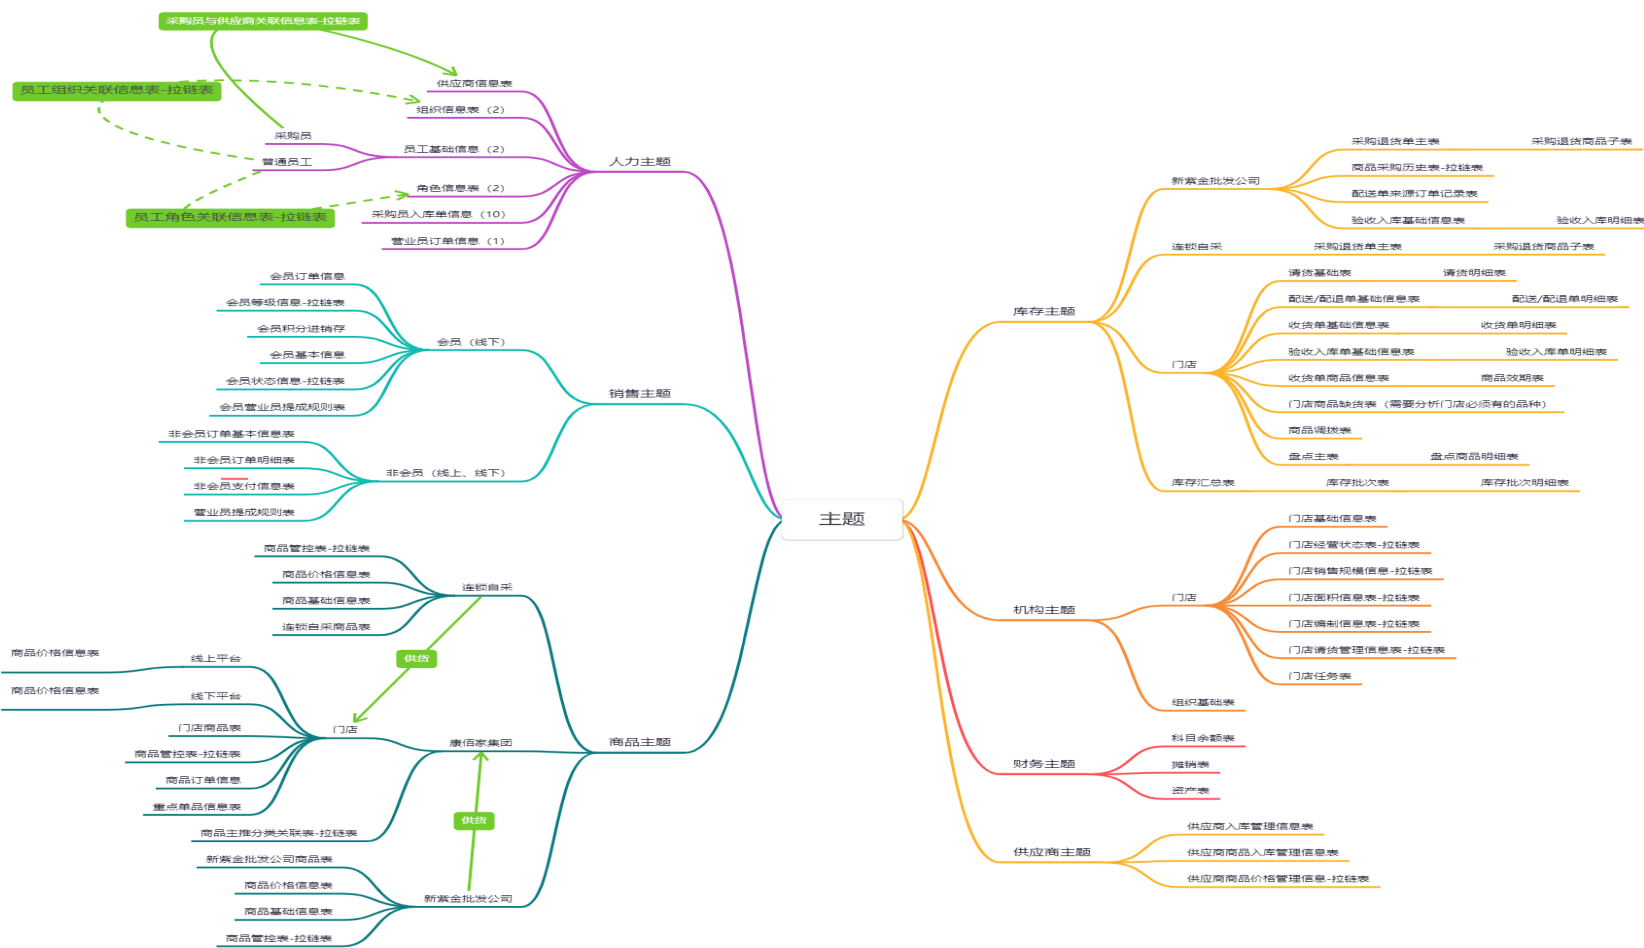 采购员与供应商关联信息表-拉链表
供应商信息表
员工组织关联信息表-拉链表
组织信息表（2）
采购员
员工基础信息（2）
普通员工
人力主题
角色信息表（2）
员工角色关联信息表-拉链表
采购员入库单信息（10）
营业员订单信息（1）
会员订单信息
会员等级信息-拉链表
会员积分进销存
会员（线下）
会员基本信息
会员状态信息-拉链表
会员营业员提成规则表
销售主题
非会员订单基本信息表
非会员订单明细表
非会员（线上、线下）
非会员支付信息表
营业员提成规则表
商品管控表-拉链表
商品价格信息表
连锁自采
商品基础信息表
连锁自采商品表
供货
商品价格信息表
线上平台
商品价格信息表
线下平台
门店商品表
门店
商品管控表-拉链表
康佰家集团
商品主题
商品订单信息
重点单品信息表
供货
商品主推分类关联表-拉链表
新紫金批发公司商品表
商品价格信息表
新紫金批发公司
商品基础信息表
商品管控表-拉链表
主题
采购退货单主表
采购退货商品子表
商品采购历史表-拉链表
新紫金批发公司
配送单来源订单记录表
验收入库基础信息表
验收入库明细表
连锁自采
采购退货单主表
采购退货商品子表
请货基础表
请货明细表
配送/配退单基础信息表
配送/配退单明细表
库存主题
收货单基础信息表
收货单明细表
验收入库单基础信息表
验收入库单明细表
门店
收货单商品信息表
商品效期表
门店商品缺货表（需要分析门店必须有的品种）
商品调拨表
盘点主表
盘点商品明细表
库存汇总表
库存批次表
库存批次明细表
门店基础信息表
门店经营状态表-拉链表
门店销售规模信息-拉链表
门店
门店面积信息表-拉链表
机构主题
门店编制信息表-拉链表
门店请货管理信息表-拉链表
门店任务表
组织基础表
科目余额表
财务主题
摊销表
资产表
供应商入库管理信息表
供应商主题
供应商商品入库管理信息表
供应商商品价格管理信息-拉链表